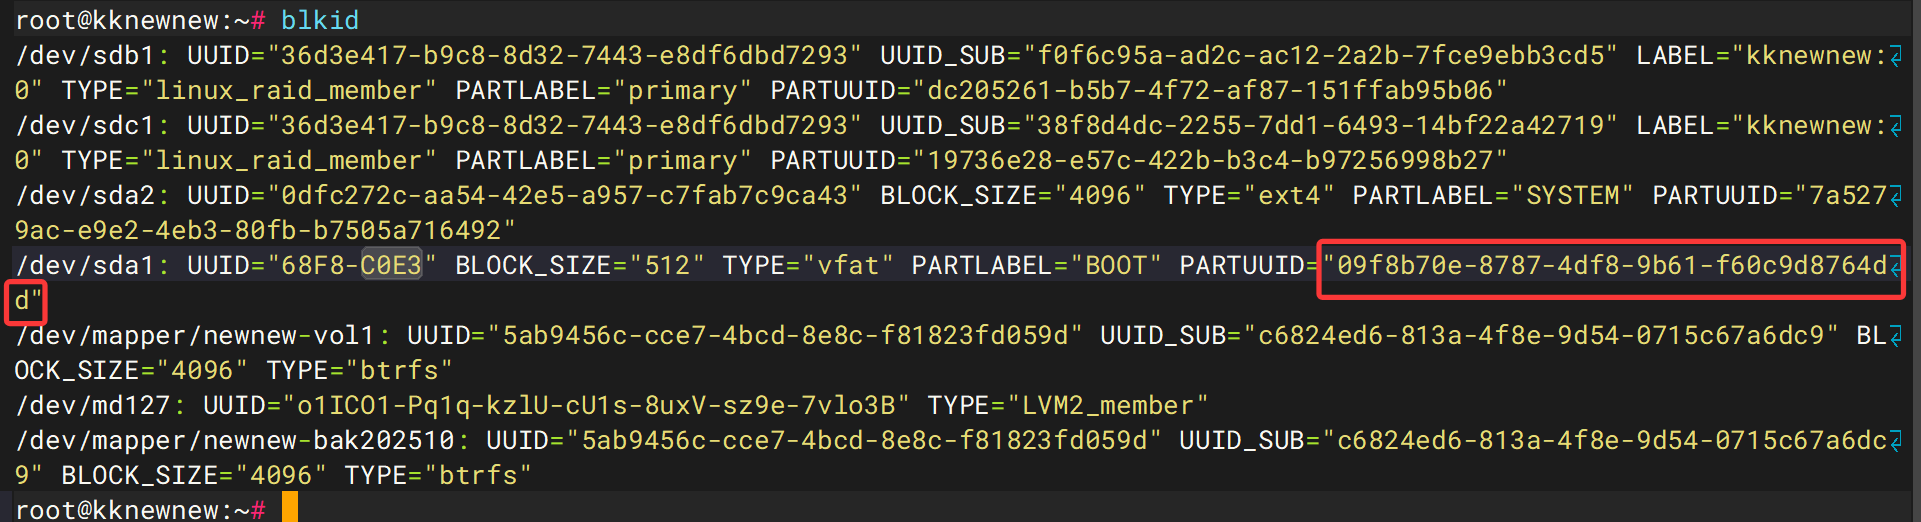 root@kknewnew:~# blkid
/dev/sdb1: UUID="36d3e417-b9c8-8d32-7443-e8df6dbd7293" UUID_SUB="f0f6c95a-ad2c-ac12-2a2b-7fce9ebb3cd5" LABEL="kknewnew:
0" TYPE="linux_raid_member" PARTLABEL="primary" PARTUUID="dc205261-b5b7-4f72-af87-151ffab95b06"
/dev/sdc1: UUID="36d3e417-b9c8-8d32-7443-e8df6dbd7293" UUID_SUB="38f8d4dc-2255-7dd1-6493-14bf22a42719" LABEL="kknewnew:
0" TYPE="linux_raid_member" PARTLABEL="primary" PARTUUID="19736e28-e57c-422b-b3c4-b97256998b27"
/dev/sda2: UUID="0dfc272c-aa54-42e5-a957-c7fab7c9ca43" BLOCK_SIZE="4096" TYPE="ext4" PARTLABEL="SYSTEM" PARTUUID="7a527
9ac-e9e2-4eb3-80fb-b7505a716492"
/dev/sda1: UUID="68F8-C0E3" BLOCK_SIZE="512" TYPE="vfat" PARTLABEL="BOOT" PARTUUID="09f8b70e-8787-4df8-9b61-f60c9d8764d
d"
/dev/mapper/newnew-vol1: UUID="5ab9456c-cce7-4bcd-8e8c-f81823fd059d" UUID_SUB="c6824ed6-813a-4f8e-9d54-0715c67a6dc9" BL
OCK_SIZE="4096" TYPE="btrfs"
/dev/md127: UUID="o1ICO1-Pq1q-kzlU-cU1s-8uxV-sz9e-7vlo3B" TYPE="LVM2_member"
/dev/mapper/newnew-bak202510: UUID="5ab9456c-cce7-4bcd-8e8c-f81823fd059d" UUID_SUB="c6824ed6-813a-4f8e-9d54-0715c67a6dc
9" BLOCK_SIZE="4096" TYPE="btrfs"
root@kknewnew:~#